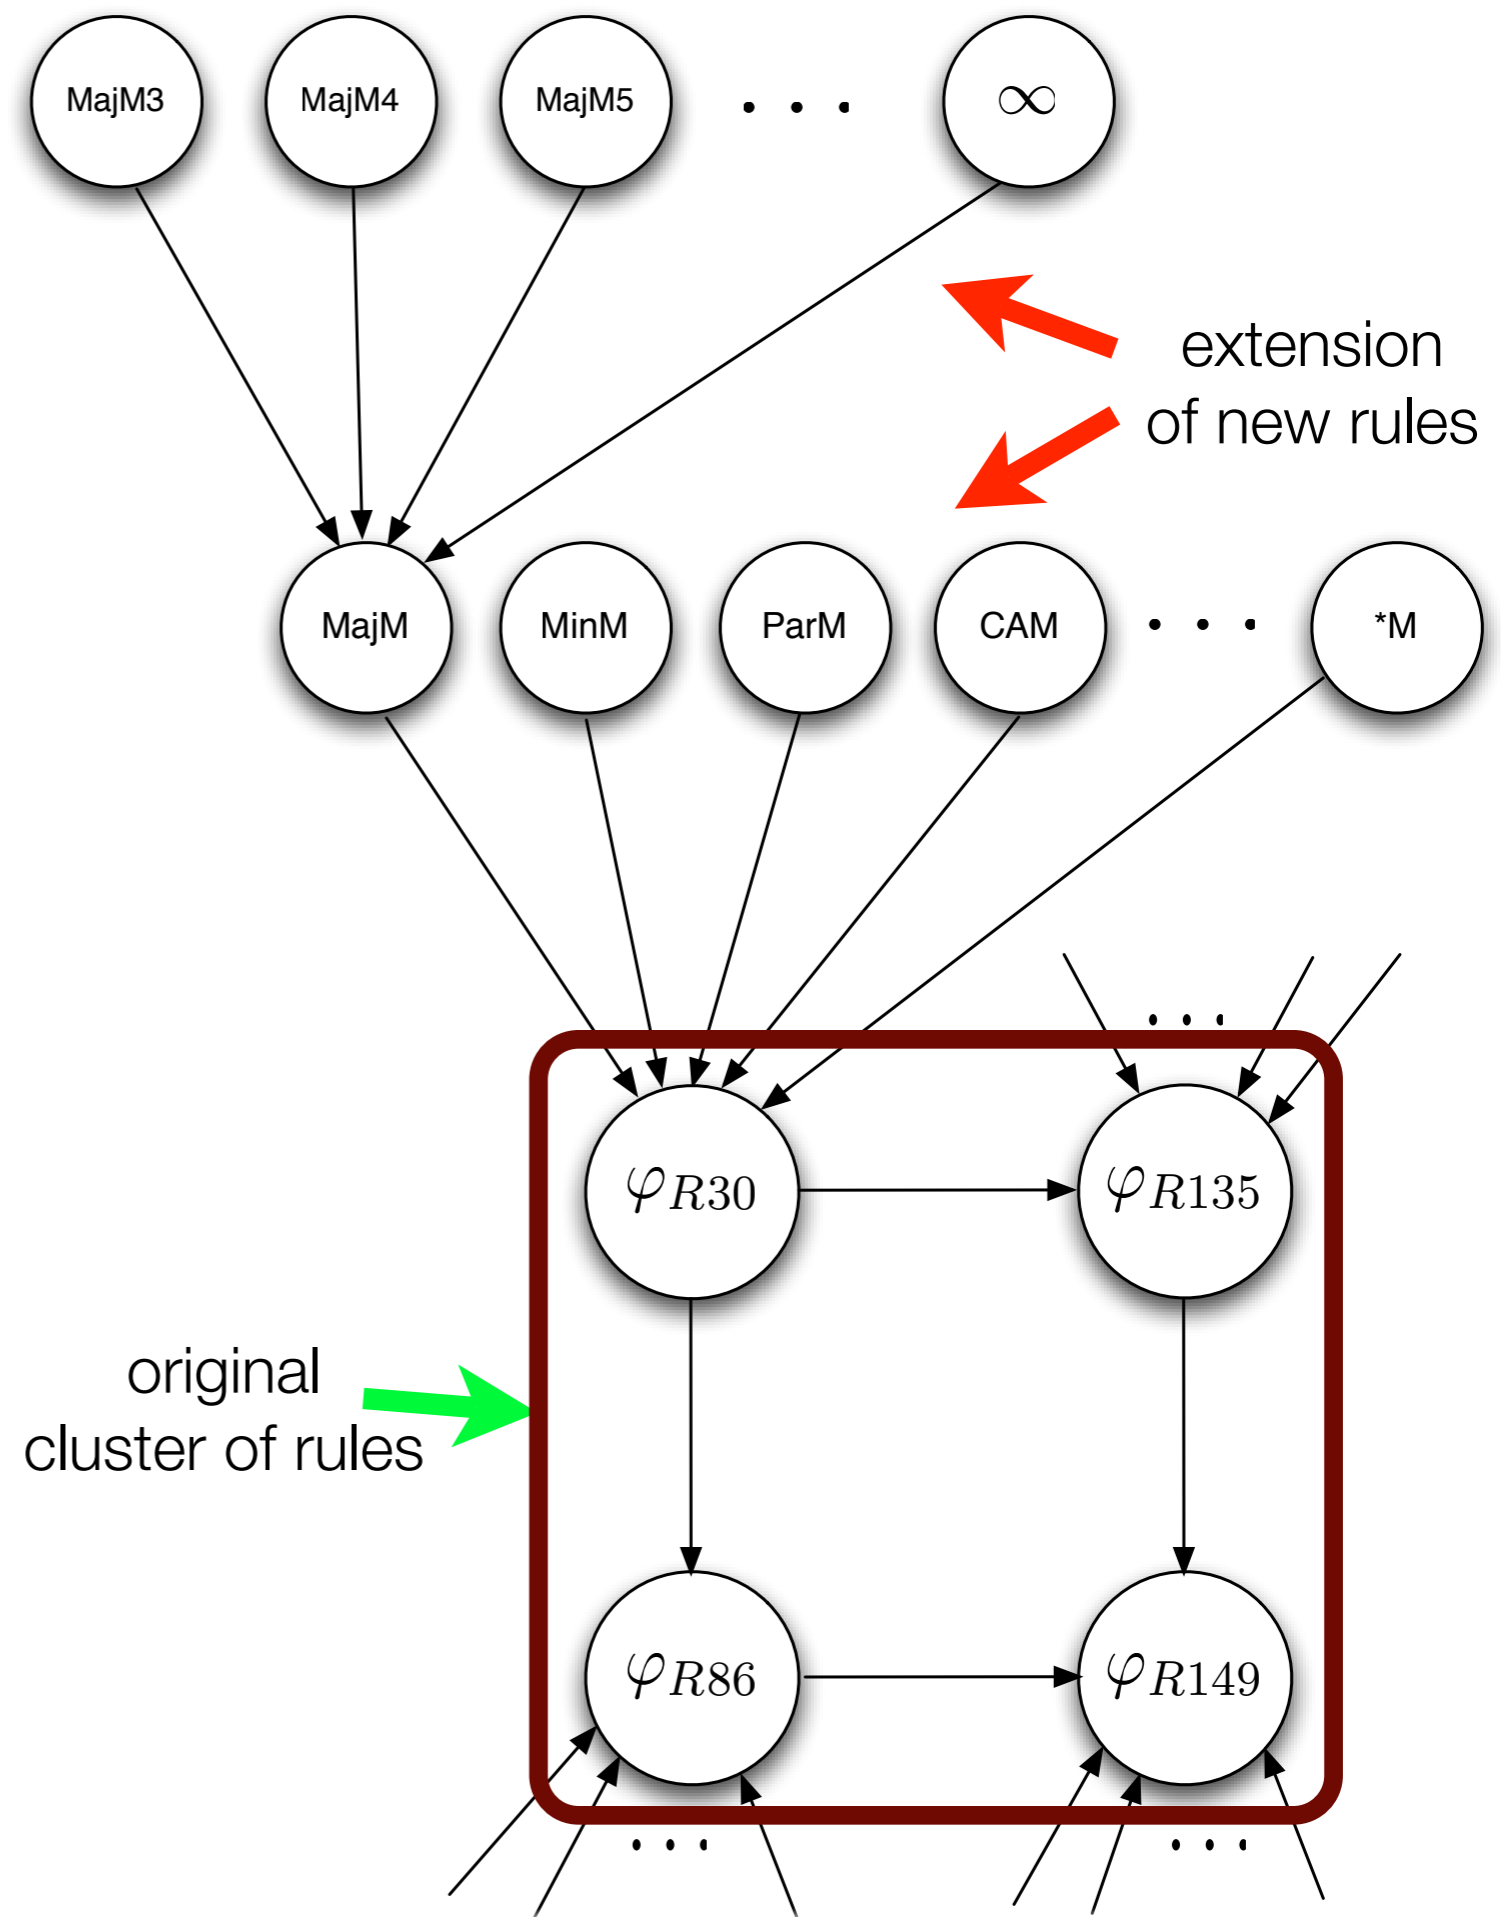 MajM3 MajM4 MajM5 . . . ∞
extension
of new rules
MajM MinM ParM CAM . . . *M
. . .
φR30 φR135
original
cluster of rules
φR86 φR149
. . . . . .